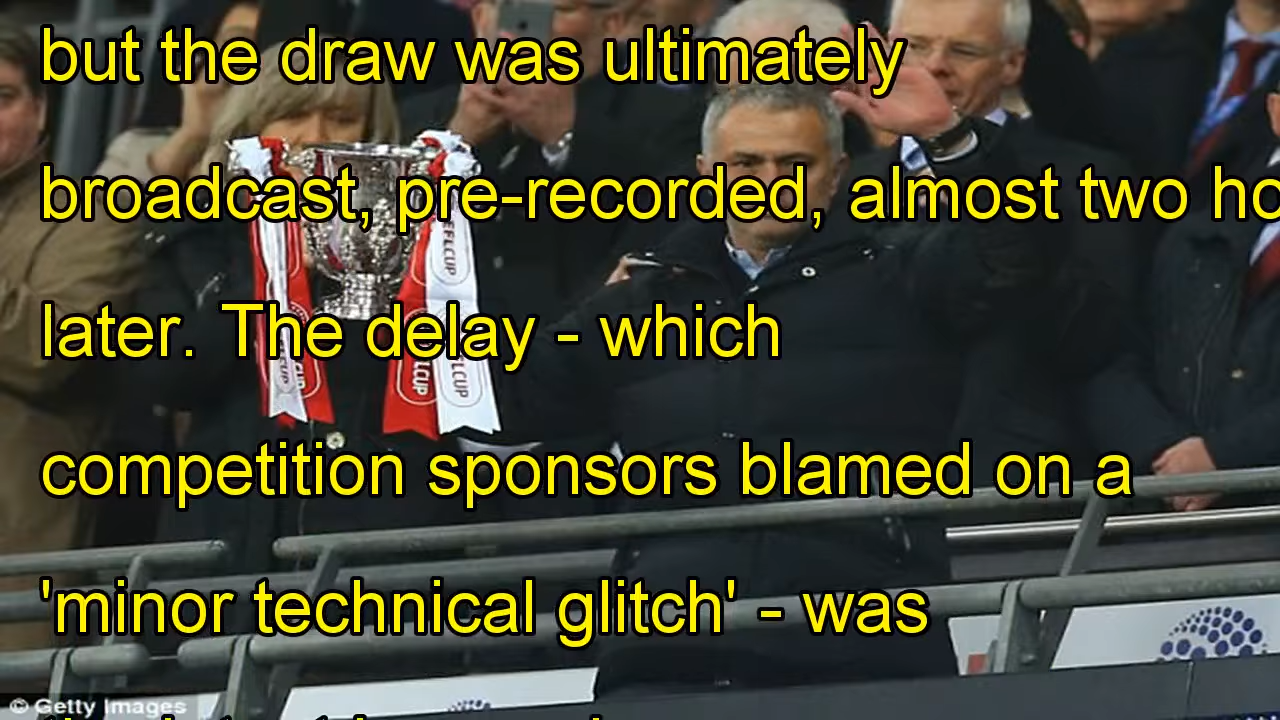 but the draw was ultimately
broadcast, pre-recorded, almost two ho
later. The delay - which
competition sponsors blamed on a
'minor technical glitch' - was
EFLCUP
© Getty Images